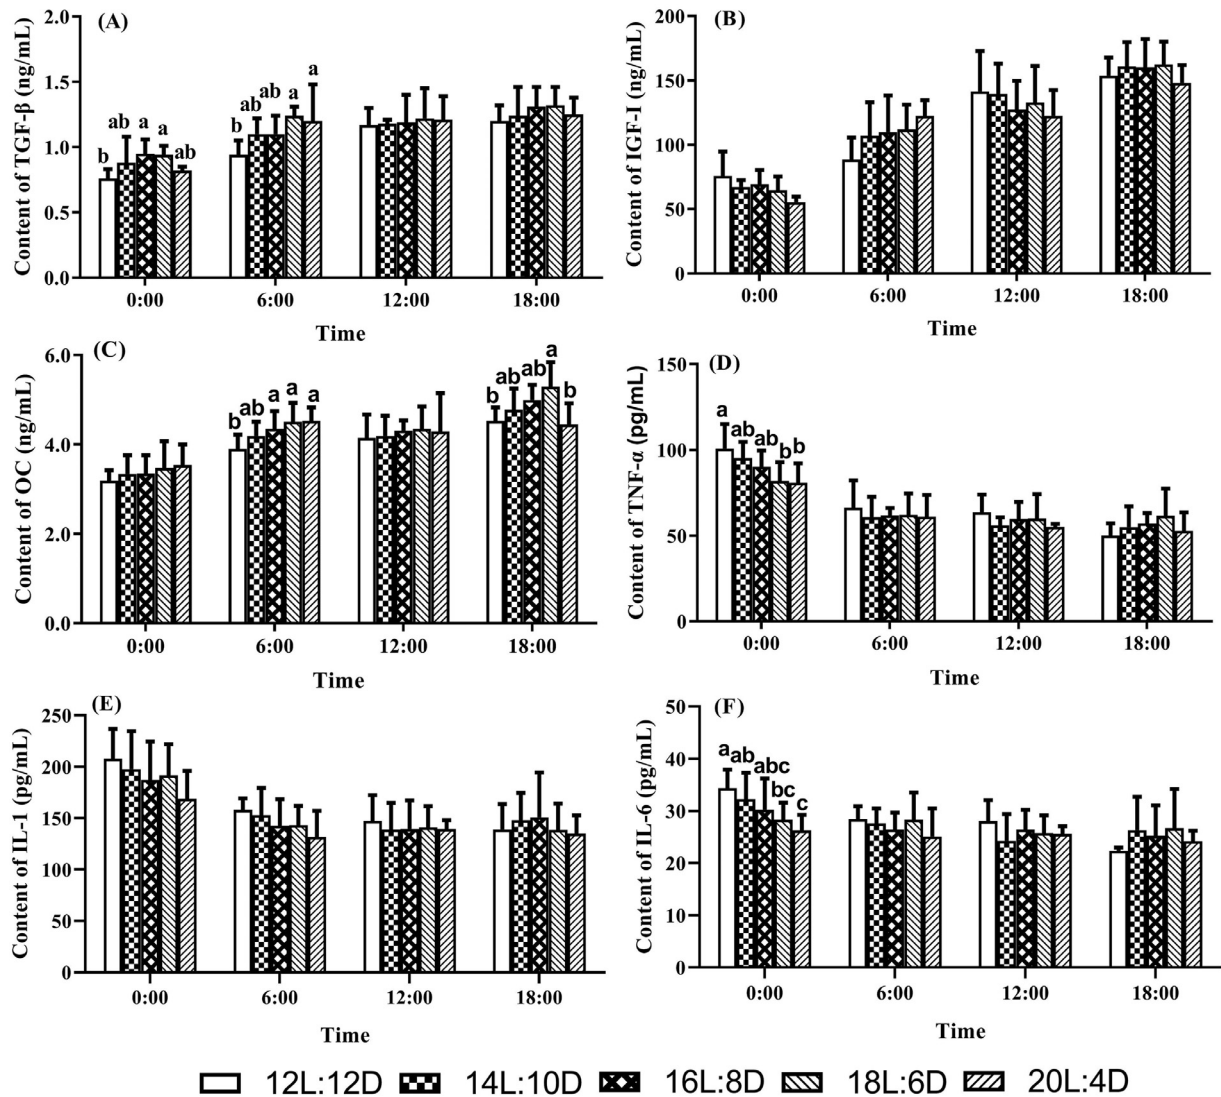 (A)
Content of TGF-β (ng/mL)
2.0
1.5
1.0
0.5
0.0
b ab a a ab
b ab ab a a
0:00 6:00 12:00 18:00
Time
(B)
Content of IGF-I (ng/mL)
200
150
100
50
0
0:00 6:00 12:00 18:00
Time
(C)
Content of OC (ng/mL)
6.0
4.0
2.0
0.0
b ab a a a
b ab ab a b
0:00 6:00 12:00 18:00
Time
(D)
Content of TNF-α (pg/mL)
150
100
50
0
a ab ab b b
0:00 6:00 12:00 18:00
Time
(E)
Content of IL-1 (pg/mL)
250
200
150
100
50
0
0:00 6:00 12:00 18:00
Time
(F)
Content of IL-6 (pg/mL)
50
40
30
20
10
0
a ab abc bc c
0:00 6:00 12:00 18:00
Time
12L:12D 14L:10D 16L:8D 18L:6D 20L:4D